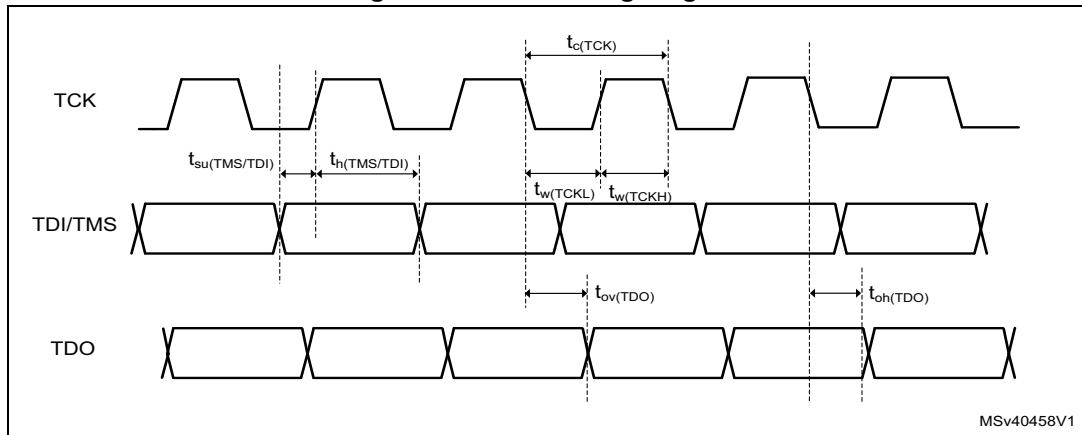 t_c(TCK)
TCK
t_su(TMS/TDI) t_h(TMS/TDI)
t_w(TCKL) t_w(TCKH)
TDI/TMS
t_ov(TDO) t_oh(TDO)
TDO
MSv40458V1